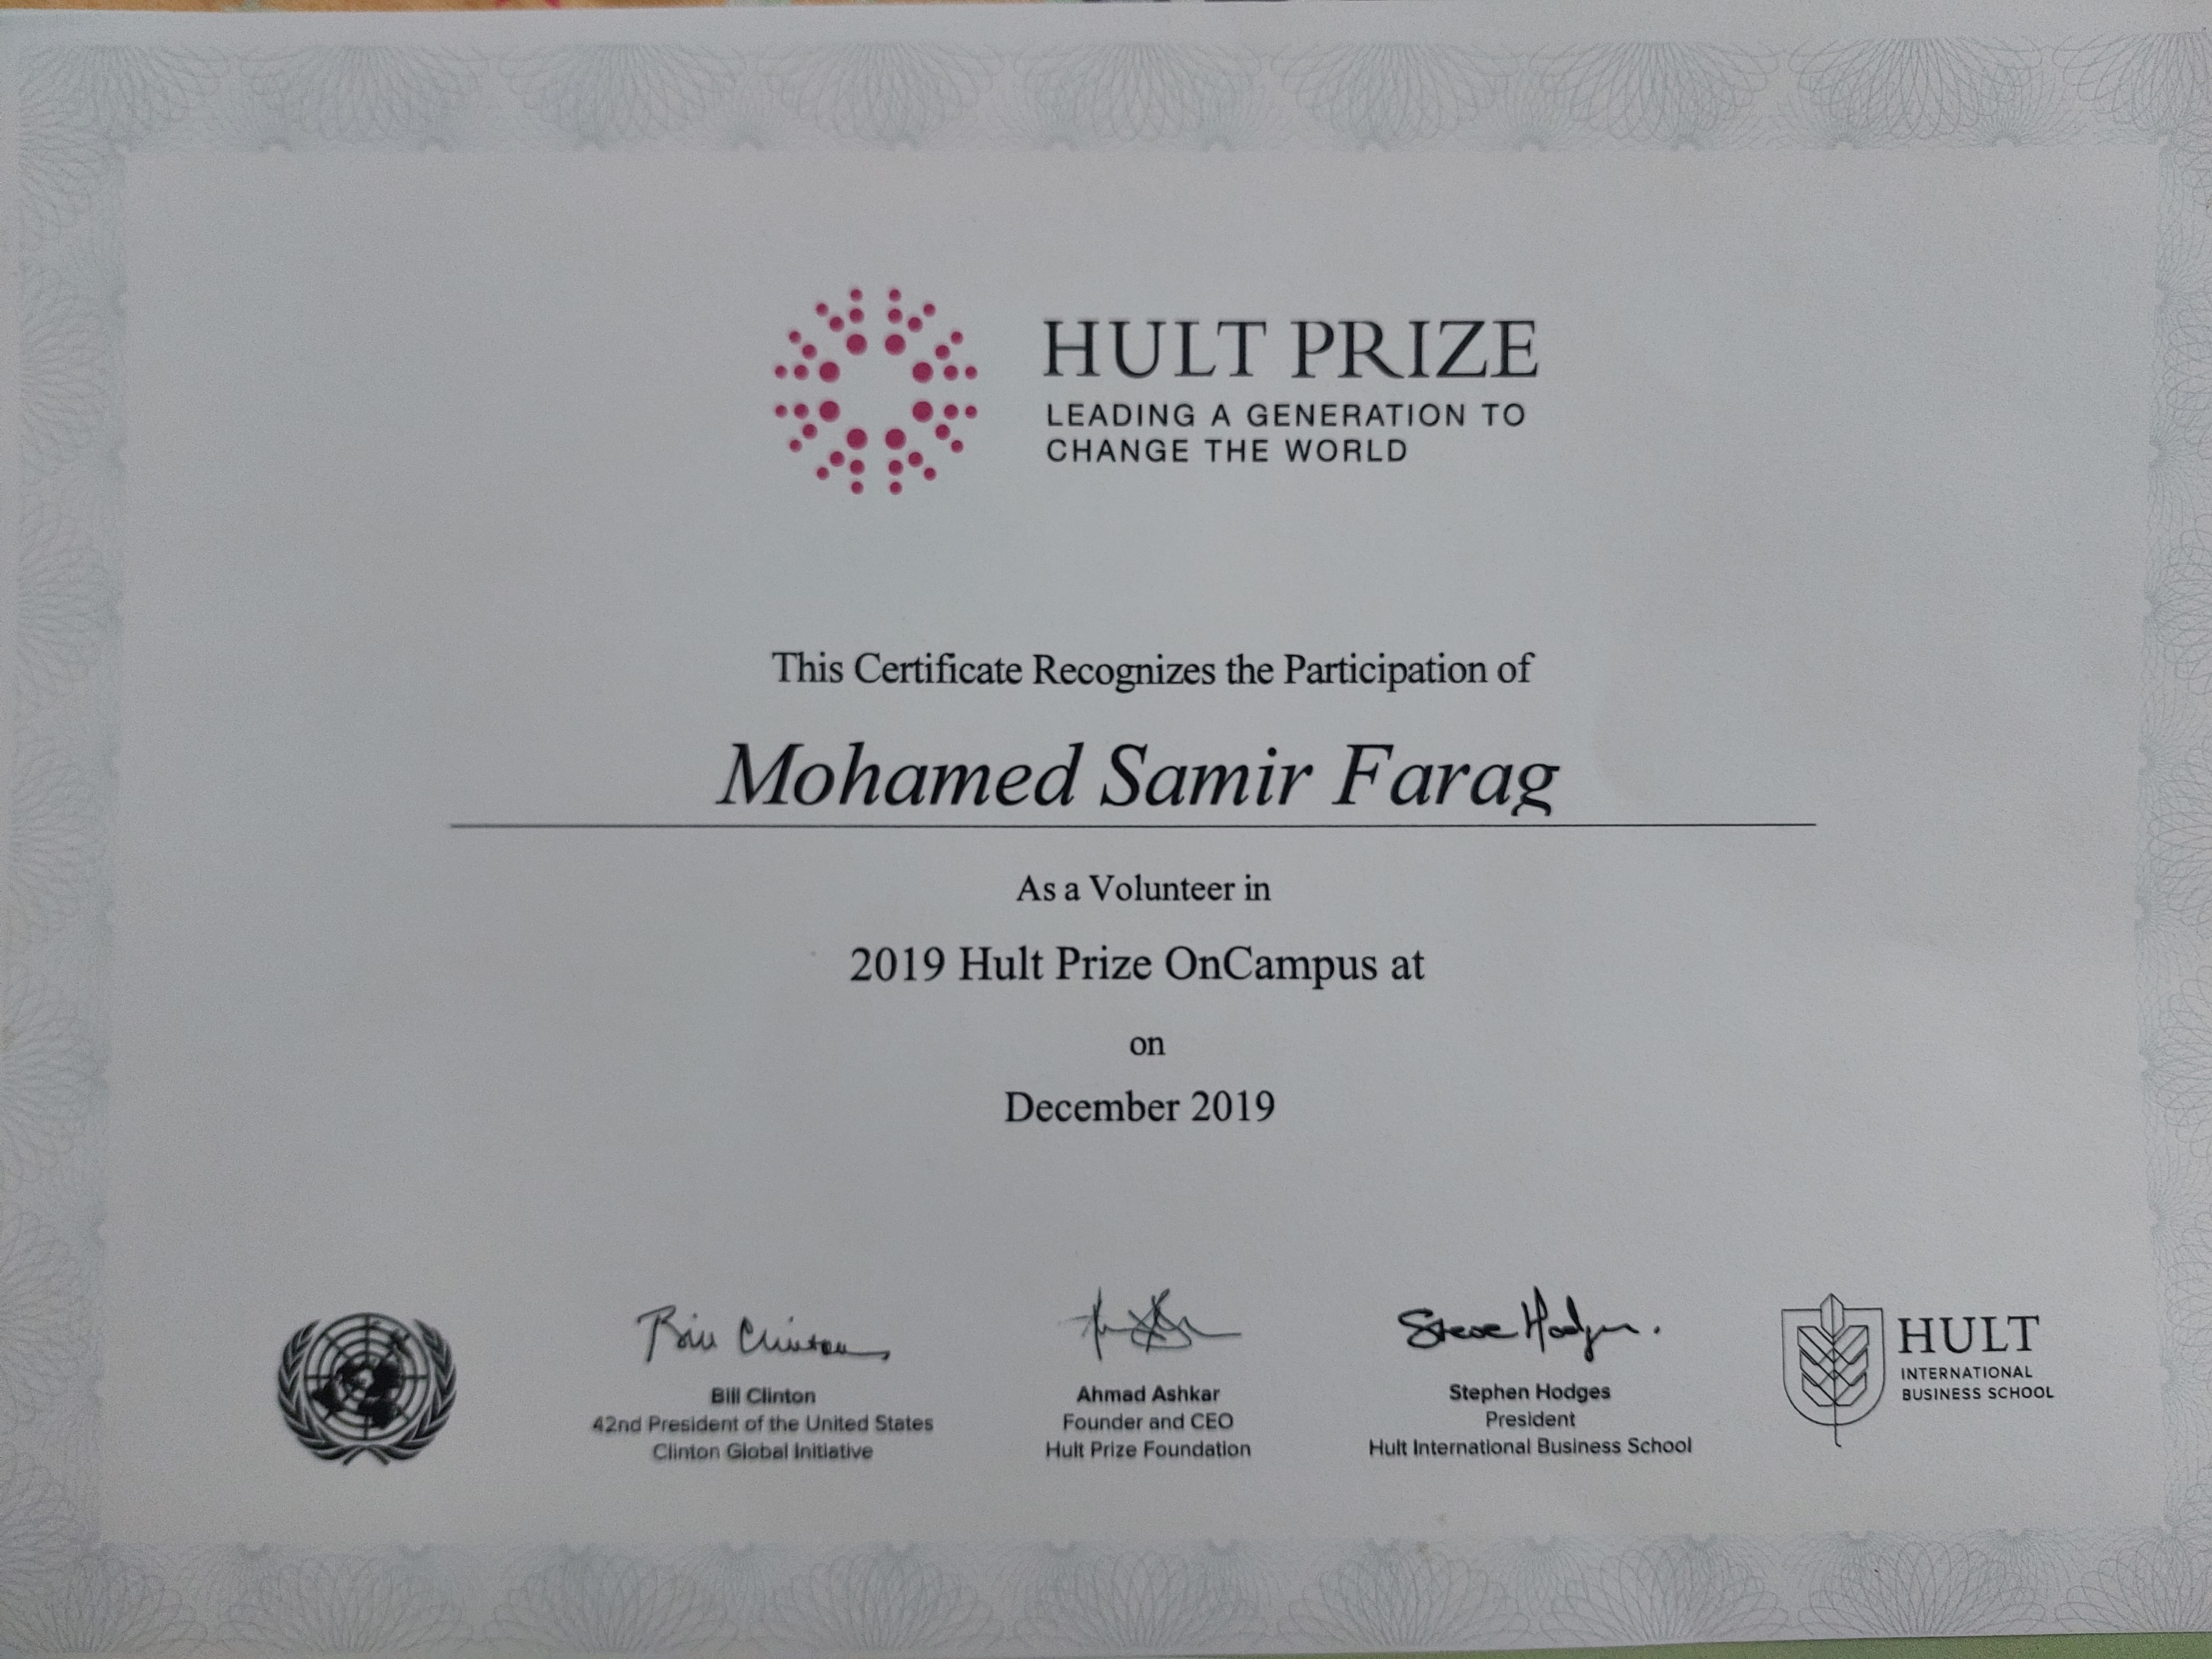 HULT PRIZE
LEADING A GENERATION TO
CHANGE THE WORLD
This Certificate Recognizes the Participation of
Mohamed Samir Farag
As a Volunteer in
2019 Hult Prize OnCampus at
on
December 2019
Bill Clinton
Bill Clinton
42nd President of the United States
Clinton Global Initiative
Ahmad Ashkar
Founder and CEO
Hult Prize Foundation
Steve Hodges.
Stephen Hodges
President
Hult International Business School
HULT
INTERNATIONAL
BUSINESS SCHOOL